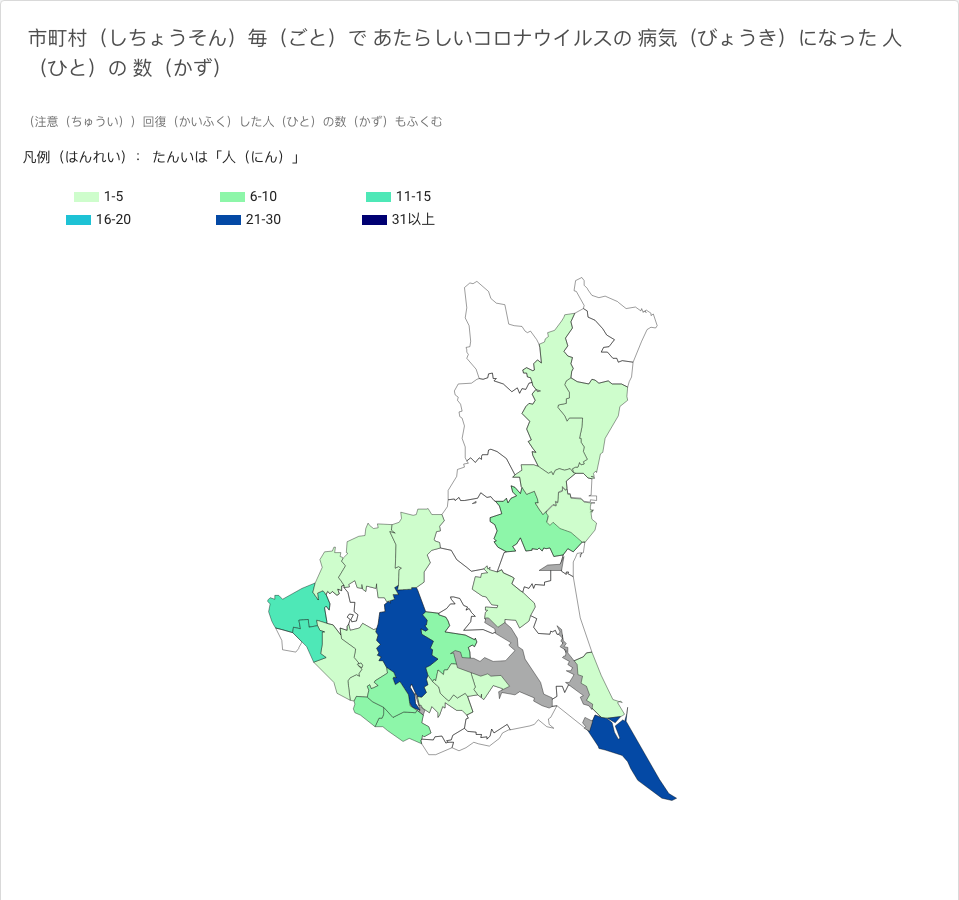 市町村（しちょうそん）毎（ごと）で あたらしいコロナウイルスの 病気（びょうき）になった 人
（ひと）の 数（かず）
（注意（ちゅうい））回復（かいふく）した人（ひと）の数（かず）もふくむ
凡例（はんれい）： たんいは「人（にん）」
1-5 6-10 11-15
16-20 21-30 31以上